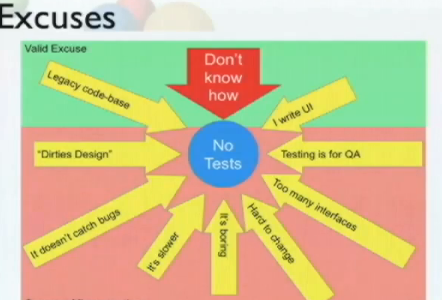 Excuses
Valid Excuse
Don't
know
how
Legacy code-base
I write UI
No
Tests
"Dirties Design"
Testing is for QA
It doesn't catch bugs
It's slower
It's boring
Hard to change
Too many interfaces